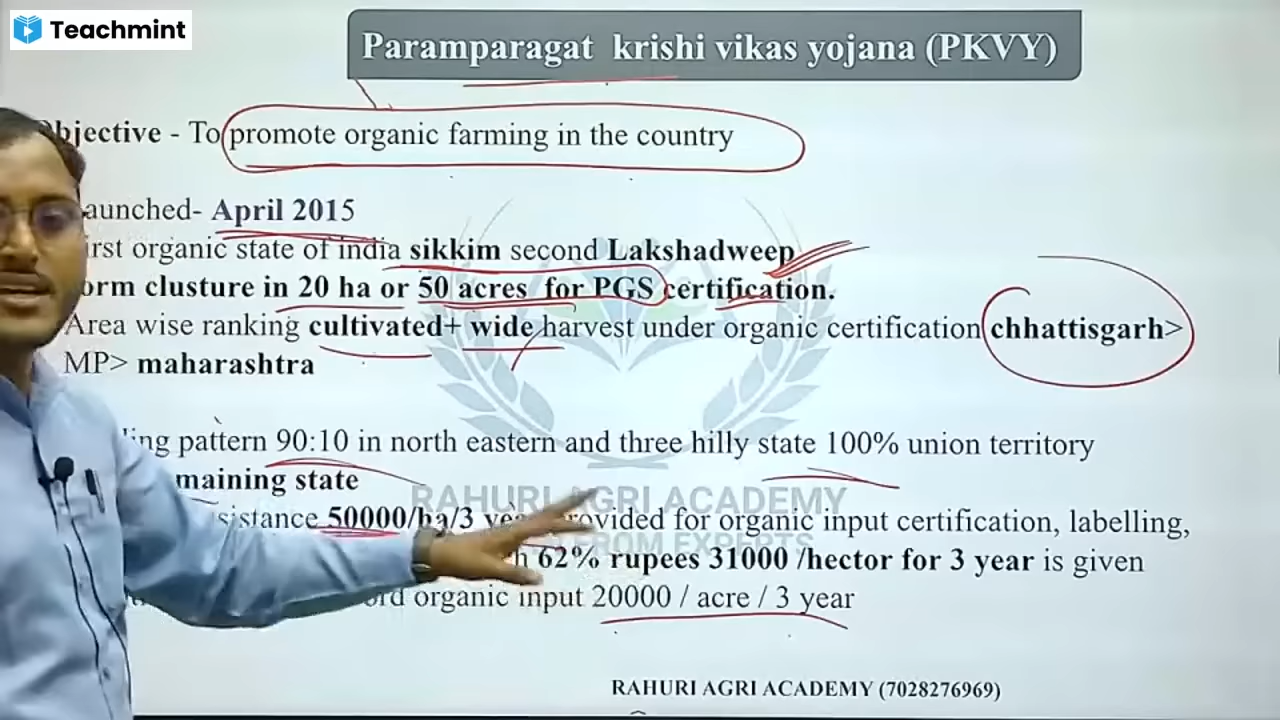 Teachmint
Paramparagat krishi vikas yojana (PKVY)
bjective - To promote organic farming in the country
aunched- April 2015
irst organic state of india sikkim second Lakshadweep
orm clusture in 20 ha or 50 acres for PGS certification.
Area wise ranking cultivated+ wide harvest under organic certification chhattisgarh>
MP> maharashtra
ing pattern 90:10 in north eastern and three hilly state 100% union territory
maining state
sistance 50000/ha/3 provided for organic input certification, labelling,
62% rupees 31000 /hector for 3 year is given
organic input 20000 / acre / 3 year
RAHURI AGRI ACADEMY
FROM EXPERTS
RAHURI AGRI ACADEMY (7028276969)